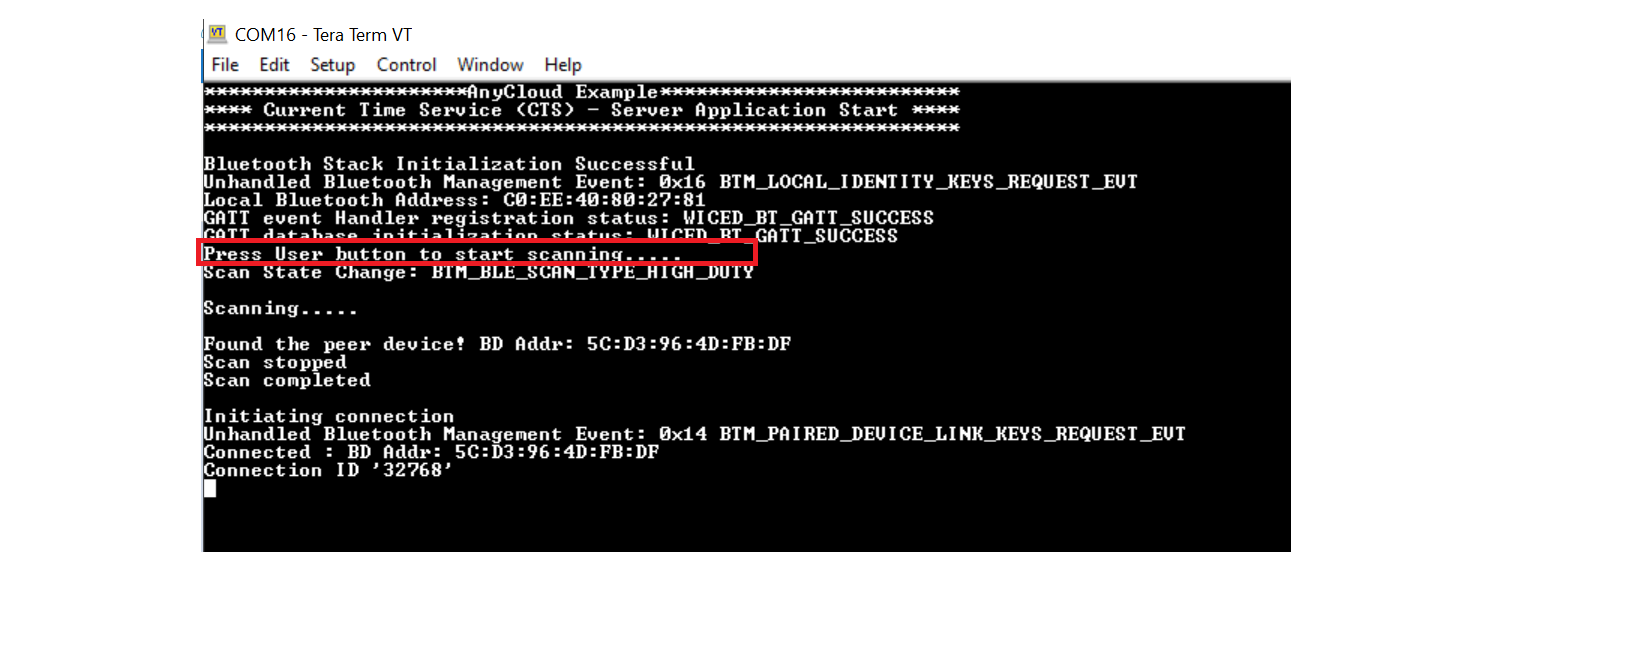 COM16 - Tera Term VT
File Edit Setup Control Window Help
**********************AnyCloud Example*************************
**** Current Time Service (CTS) - Server Application Start ****
***************************************************************
Bluetooth Stack Initialization Successful
Unhandled Bluetooth Management Event: 0x16 BTM_LOCAL_IDENTITY_KEYS_REQUEST_EVT
Local Bluetooth Address: C0:EE:40:80:27:81
GATT event Handler registration status: WICED_BT_GATT_SUCCESS
GATT database initialization status: WICED_BT_GATT_SUCCESS
Press User button to start scanning.....
Scan State Change: BTM_BLE_SCAN_TYPE_HIGH_DUTY
Scanning.....
Found the peer device! BD Addr: 5C:D3:96:4D:FB:DF
Scan stopped
Scan completed
Initiating connection
Unhandled Bluetooth Management Event: 0x14 BTM_PAIRED_DEVICE_LINK_KEYS_REQUEST_EVT
Connected : BD Addr: 5C:D3:96:4D:FB:DF
Connection ID '32768'